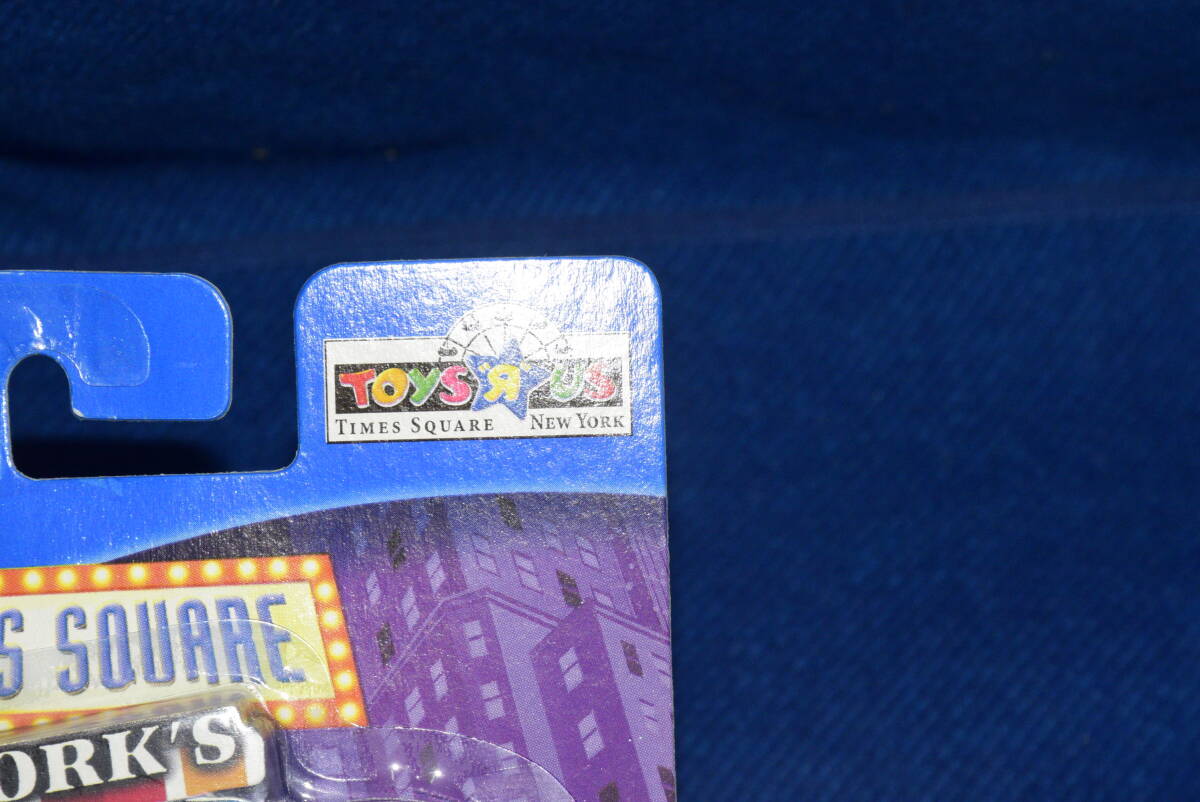 TOYS "R" US
TIMES SQUARE NEW YORK
S SQUARE
ORK'S